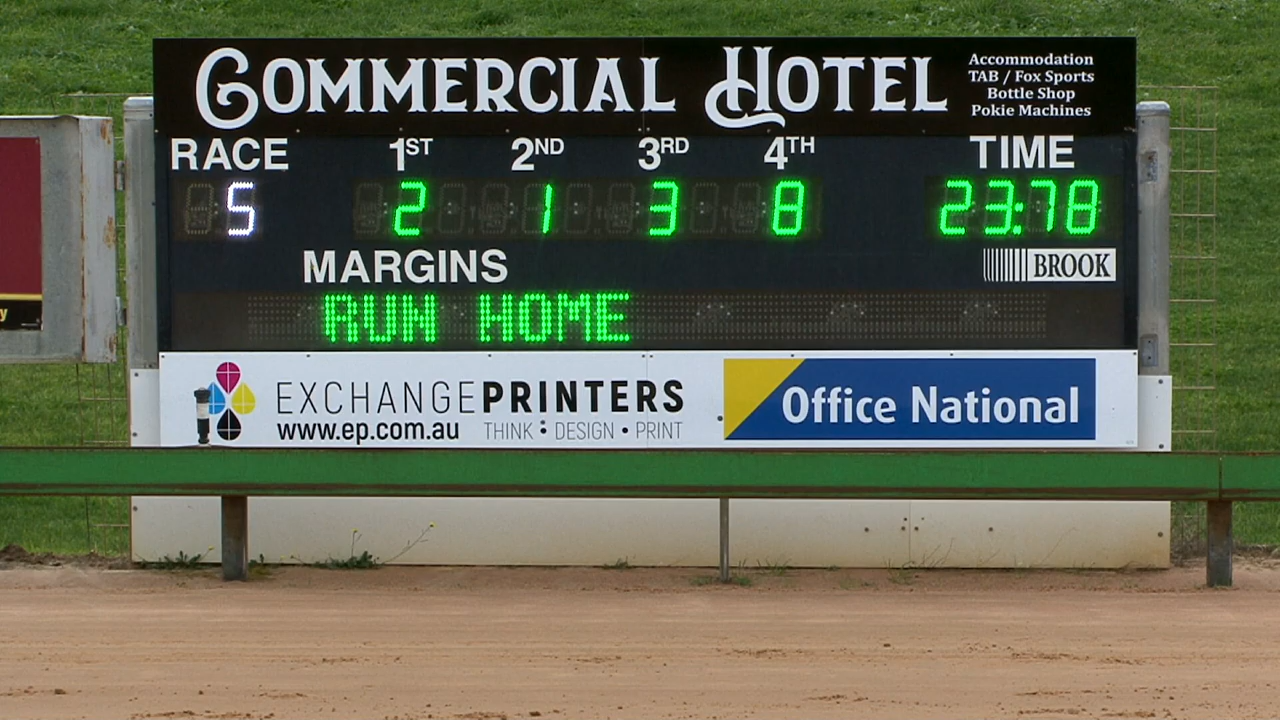 COMMERCIAL HOTEL
Accommodation
TAB / Fox Sports
Bottle Shop
Pokie Machines
RACE 1ST 2ND 3RD 4TH TIME
5 2 1 3 8 23:78
MARGINS
BROOK
RUN HOME
EXCHANGEPRINTERS
www.ep.com.au THINK • DESIGN • PRINT
Office National
y